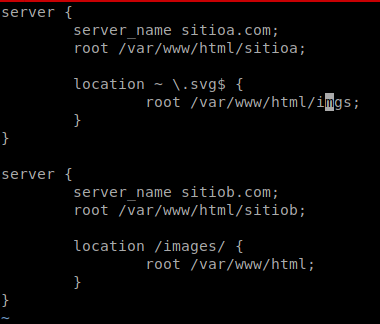 server {
        server_name sitioa.com;
        root /var/www/html/sitioa;

        location ~ \.svg$ {
                root /var/www/html/imgs;
        }
}

server {
        server_name sitiob.com;
        root /var/www/html/sitiob;

        location /images/ {
                root /var/www/html;
        }
}
~